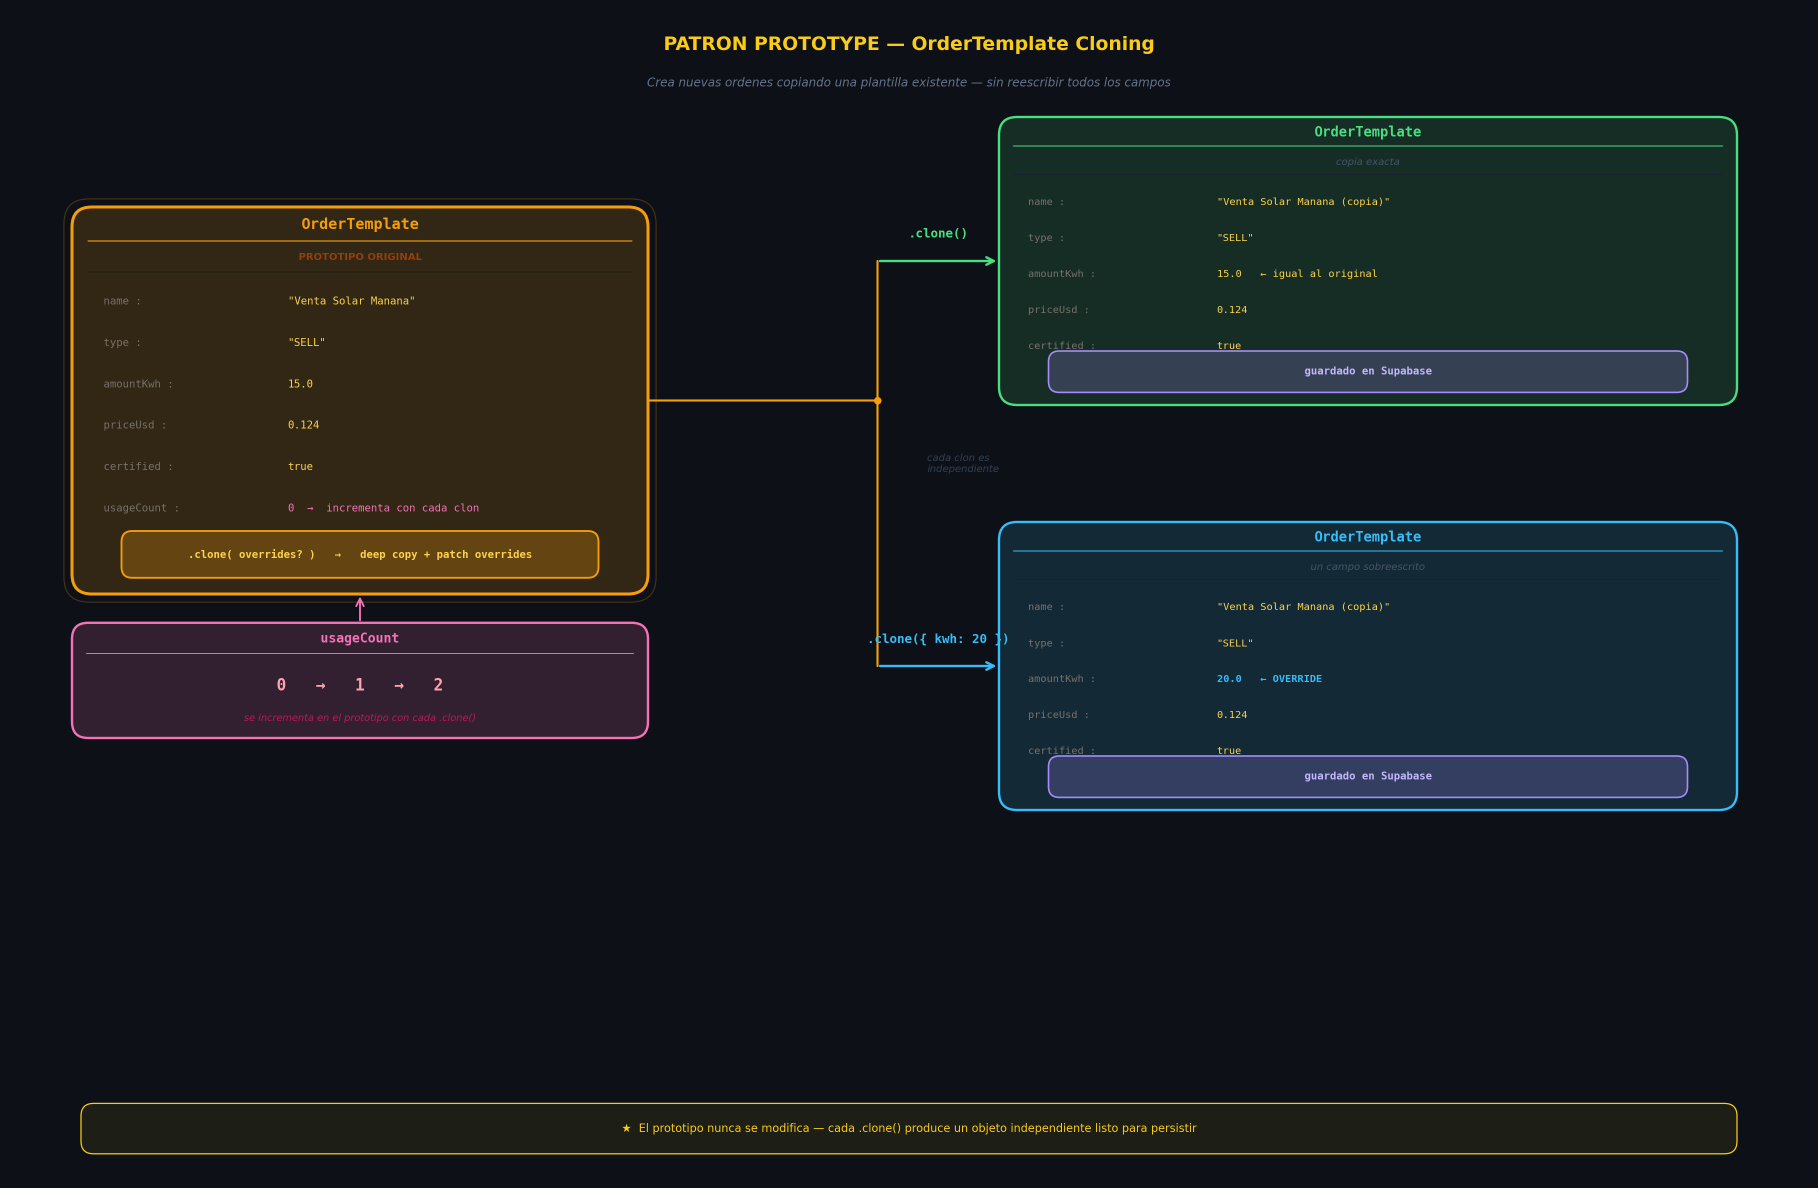 PATRON PROTOTYPE — OrderTemplate Cloning
Crea nuevas ordenes copiando una plantilla existente — sin reescribir todos los campos
OrderTemplate
PROTOTIPO ORIGINAL
name : "Venta Solar Manana"
type : "SELL"
amountKwh : 15.0
priceUsd : 0.124
certified : true
usageCount : 0 → incrementa con cada clon
.clone( overrides? ) → deep copy + patch overrides
usageCount
0 → 1 → 2
se incrementa en el prototipo con cada .clone()
.clone()
cada clon es
independiente
.clone({ kwh: 20 })
OrderTemplate
copia exacta
name : "Venta Solar Manana (copia)"
type : "SELL"
amountKwh : 15.0 ← igual al original
priceUsd : 0.124
certified : true
guardado en Supabase
OrderTemplate
un campo sobreescrito
name : "Venta Solar Manana (copia)"
type : "SELL"
amountKwh : 20.0 ← OVERRIDE
priceUsd : 0.124
certified : true
guardado en Supabase
★ El prototipo nunca se modifica — cada .clone() produce un objeto independiente listo para persistir